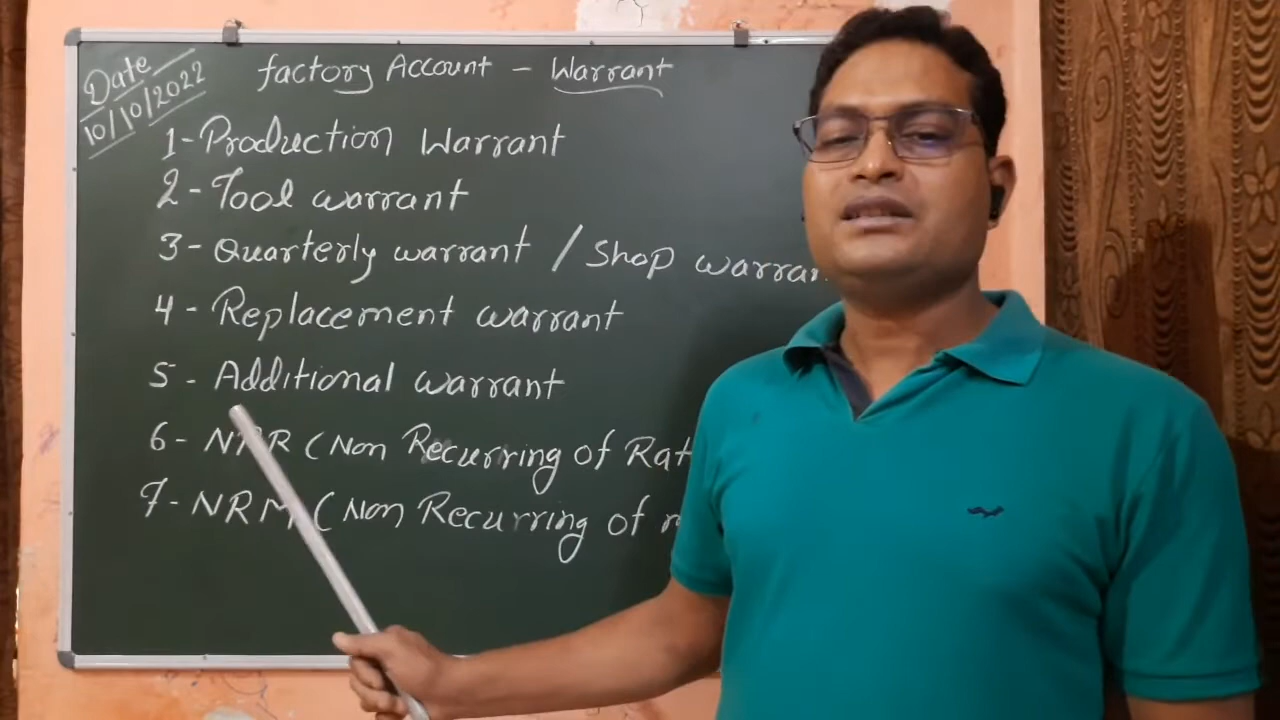 Date
10/10/2022
factory Account - Warrant
1- Production Warrant
2 - Tool warrant
3 - Quarterly warrant / Shop warran
4 - Replacement warrant
5 - Additional warrant
6 - NRR (Non Recurring of Rat
7 - NRM (Non Recurring of